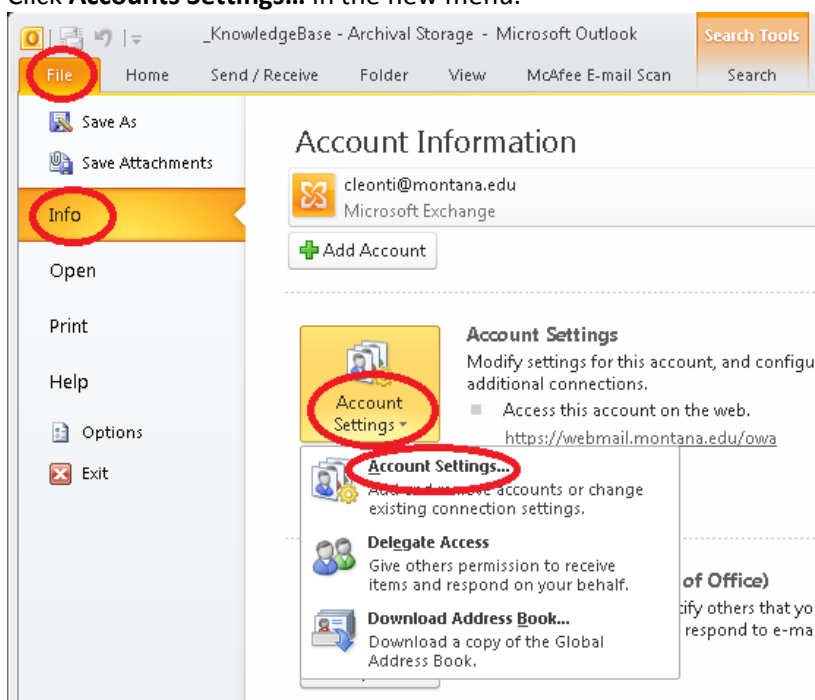 Click Accounts Settings... in the new menu.
_KnowledgeBase - Archival Storage - Microsoft Outlook
Search Tools
File
Home
Send / Receive
Folder
View
McAfee E-mail Scan
Search
Save As
Save Attachments
Info
Open
Print
Help
Options
Exit
Account Information
cleonti@montana.edu
Microsoft Exchange
Add Account
Account
Settings
Account Settings
Modify settings for this account, and configu
additional connections.
Access this account on the web.
https://webmail.montana.edu/owa
Account Settings...
Add and remove accounts or change
existing connection settings.
Delegate Access
Give others permission to receive
items and respond on your behalf.
Download Address Book...
Download a copy of the Global
Address Book.
of Office)
ify others that yo
respond to e-ma